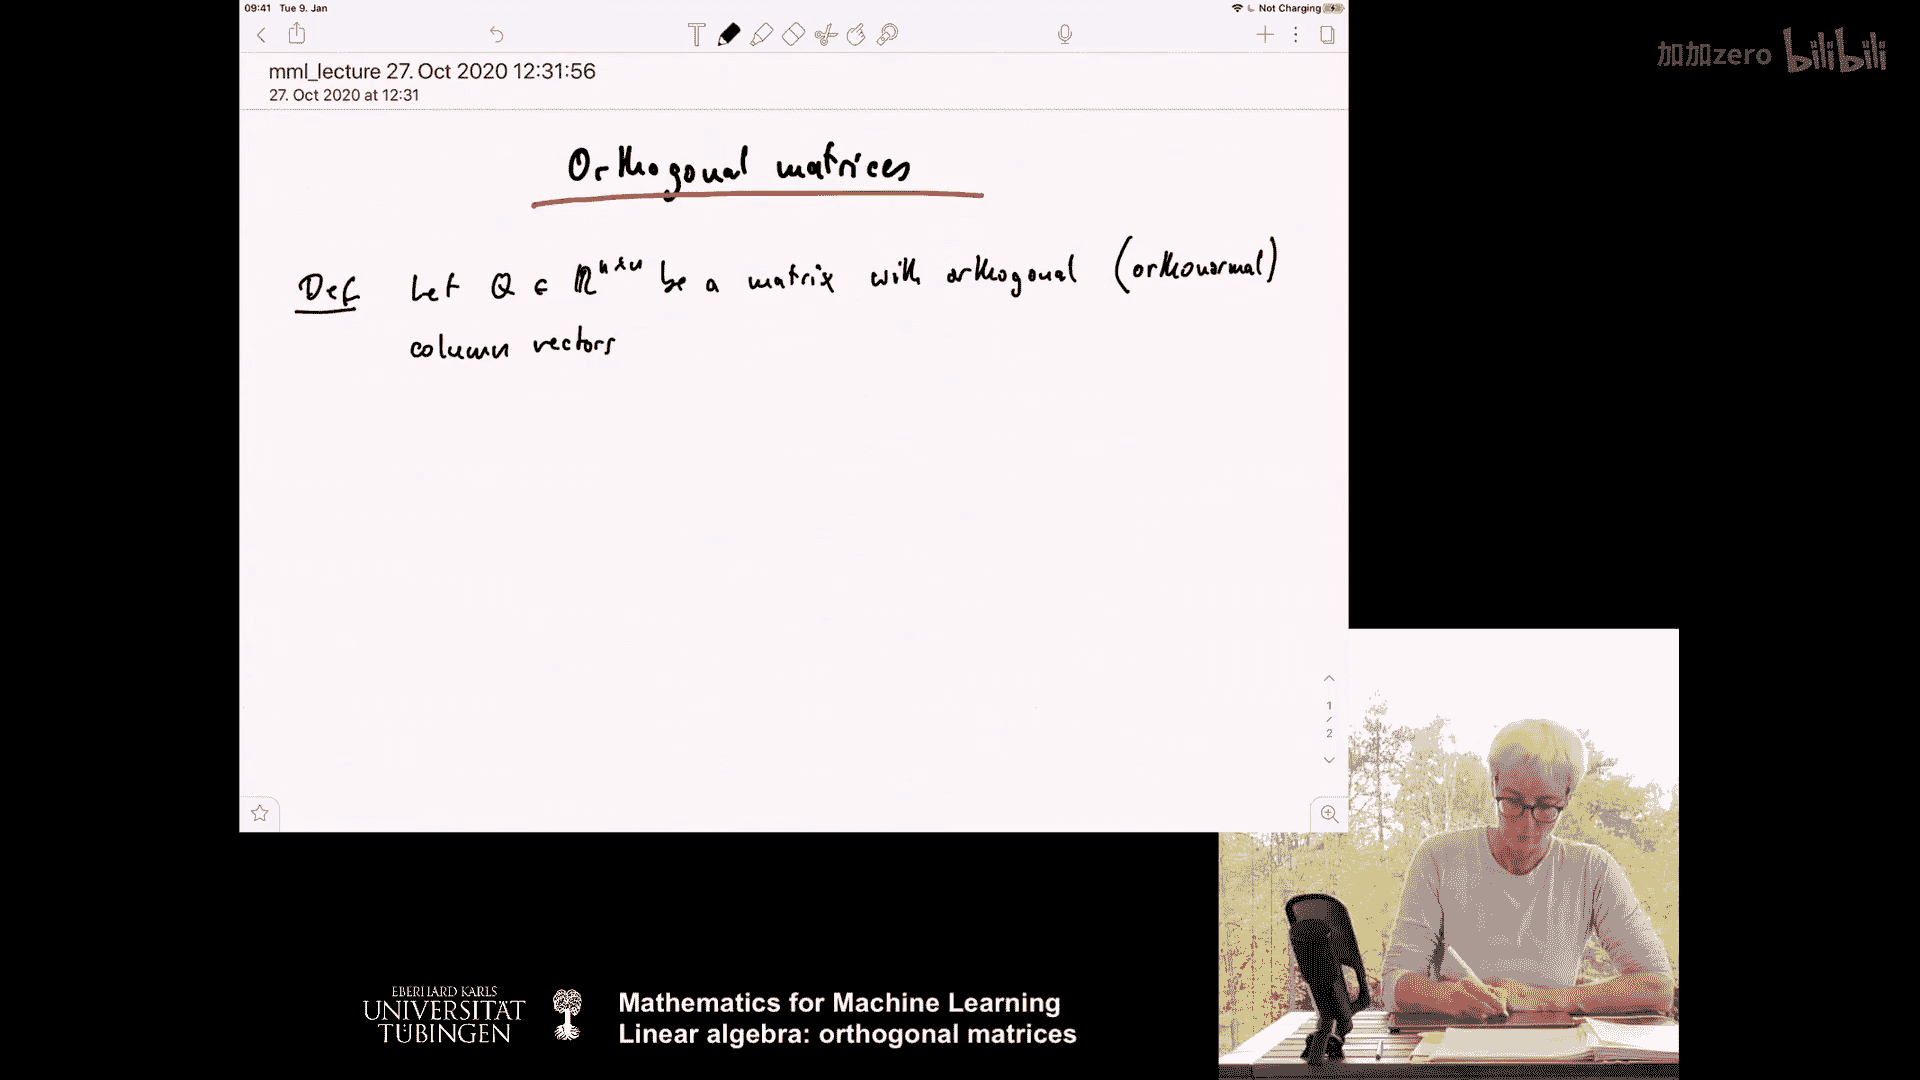 09:41 Tue 9. Jan
Not Charging
加加zero bilibili
mml_lecture 27. Oct 2020 12:31:56
27. Oct 2020 at 12:31
Orthogonal matrices
Def Let Q ∈ ℝⁿˣⁿ be a matrix with orthogonal (orthonormal)
column vectors
1
/
2
EBERHARD KARLS
UNIVERSITÄT
TÜBINGEN
Mathematics for Machine Learning
Linear algebra: orthogonal matrices